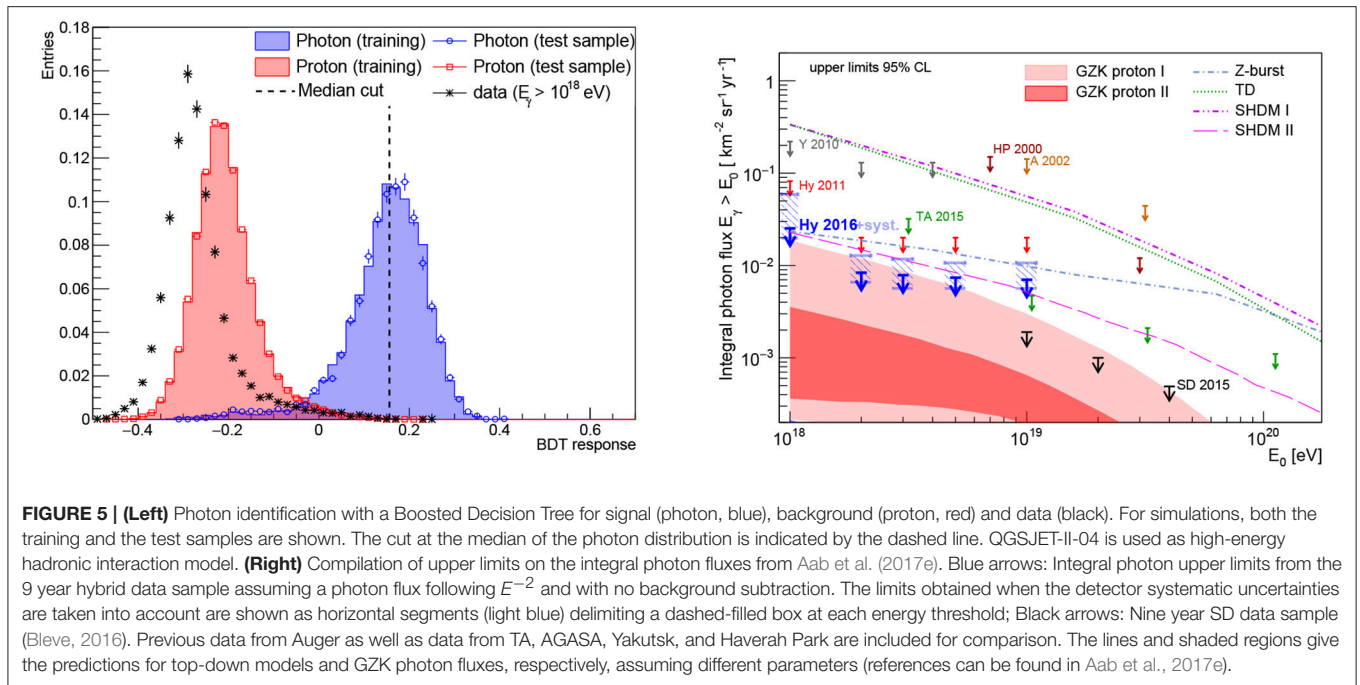 Entries
0.18
0.16
0.14
0.12
0.1
0.08
0.06
0.04
0.02
0
−0.4
−0.2
0
0.2
0.4
0.6
BDT response
Photon (training)
Photon (test sample)
Proton (training)
Proton (test sample)
Median cut
data (Eγ > 10^18 eV)
Integral photon flux Eγ > E0 [ km^-2 sr^-1 yr^-1]
1
10^-1
10^-2
10^-3
10^18
10^19
10^20
E0 [eV]
upper limits 95% CL
GZK proton I
GZK proton II
Z-burst
TD
SHDM I
SHDM II
Y 2010
HP 2000
A 2002
Hy 2011
Hy 2016+syst.
TA 2015
SD 2015
FIGURE 5 | (Left) Photon identification with a Boosted Decision Tree for signal (photon, blue), background (proton, red) and data (black). For simulations, both the
training and the test samples are shown. The cut at the median of the photon distribution is indicated by the dashed line. QGSJET-II-04 is used as high-energy
hadronic interaction model. (Right) Compilation of upper limits on the integral photon fluxes from Aab et al. (2017e). Blue arrows: Integral photon upper limits from the
9 year hybrid data sample assuming a photon flux following E^−2 and with no background subtraction. The limits obtained when the detector systematic uncertainties
are taken into account are shown as horizontal segments (light blue) delimiting a dashed-filled box at each energy threshold; Black arrows: Nine year SD data sample
(Bleve, 2016). Previous data from Auger as well as data from TA, AGASA, Yakutsk, and Haverah Park are included for comparison. The lines and shaded regions give
the predictions for top-down models and GZK photon fluxes, respectively, assuming different parameters (references can be found in Aab et al., 2017e).